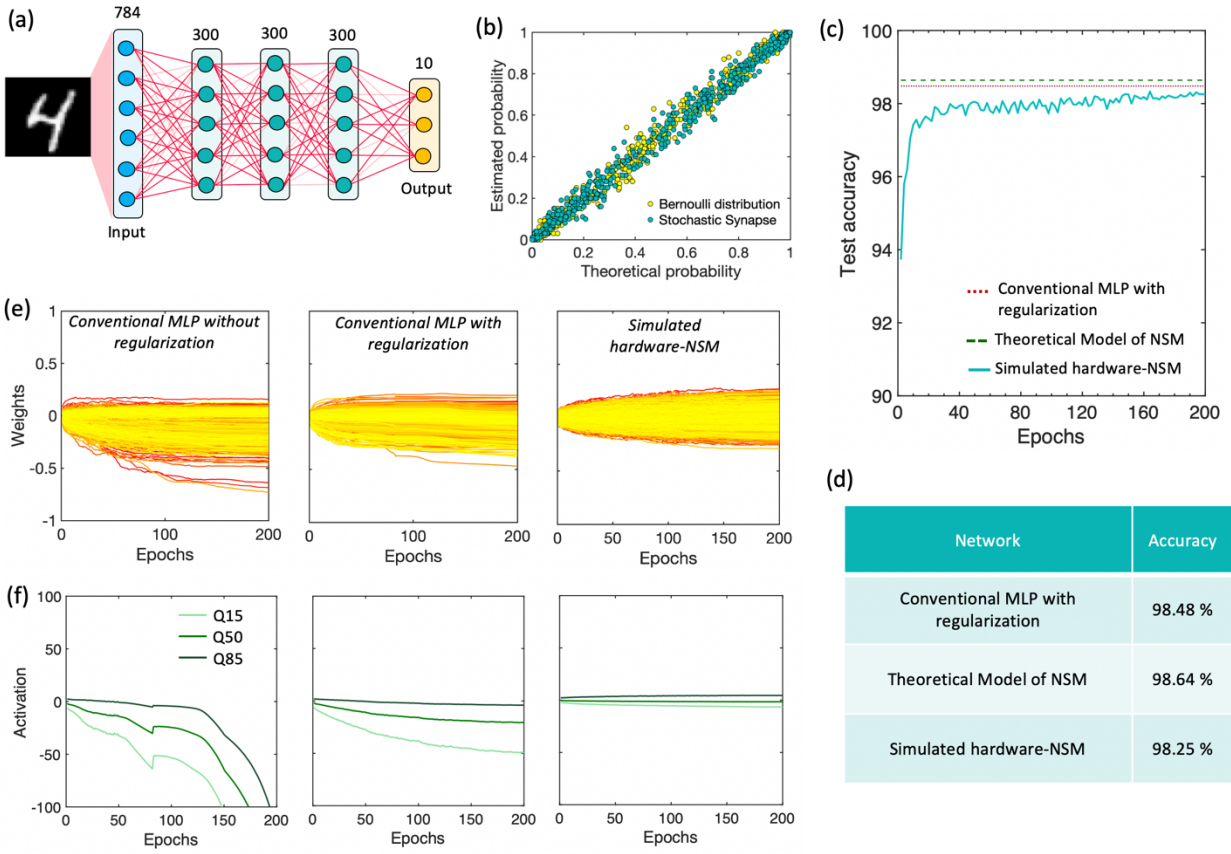 (a)
784
300
300
300
10
Input
Output
(b)
Estimated probability
1
0.8
0.6
0.4
0.2
0
0.2
0.4
0.6
0.8
1
Bernoulli distribution
Stochastic Synapse
Theoretical probability
(c)
Test accuracy
100
98
96
94
92
90
Conventional MLP with
regularization
Theoretical Model of NSM
Simulated hardware-NSM
0
40
80
120
160
200
Epochs
(d)
Network
Accuracy
Conventional MLP with
regularization
98.48 %
Theoretical Model of NSM
98.64 %
Simulated hardware-NSM
98.25 %
(e)
Weights
1
0.5
0
-0.5
-1
Conventional MLP without
regularization
0
100
200
Epochs
Conventional MLP with
regularization
0
100
200
Epochs
Simulated
hardware-NSM
0
50
100
150
200
Epochs
(f)
Activation
100
50
0
-50
-100
Q15
Q50
Q85
0
50
100
150
200
Epochs
0
50
100
150
200
Epochs
0
50
100
150
200
Epochs